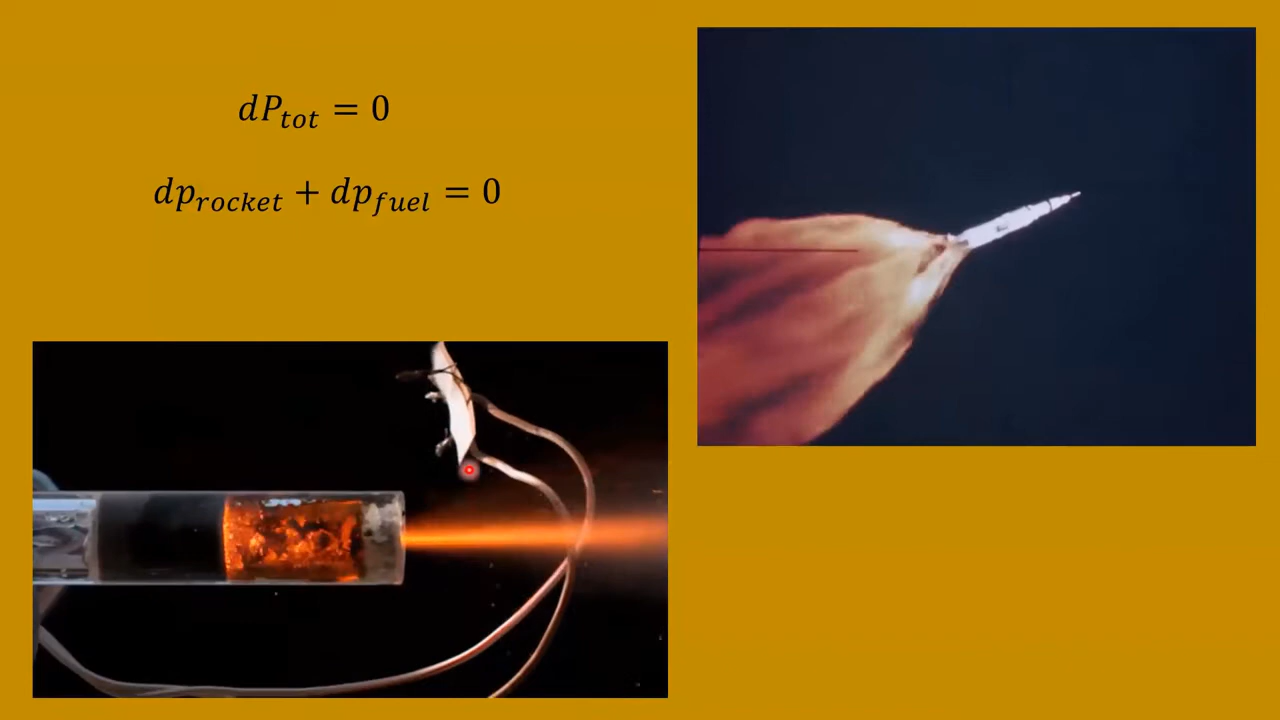 dP_tot = 0
dp_rocket + dp_fuel = 0